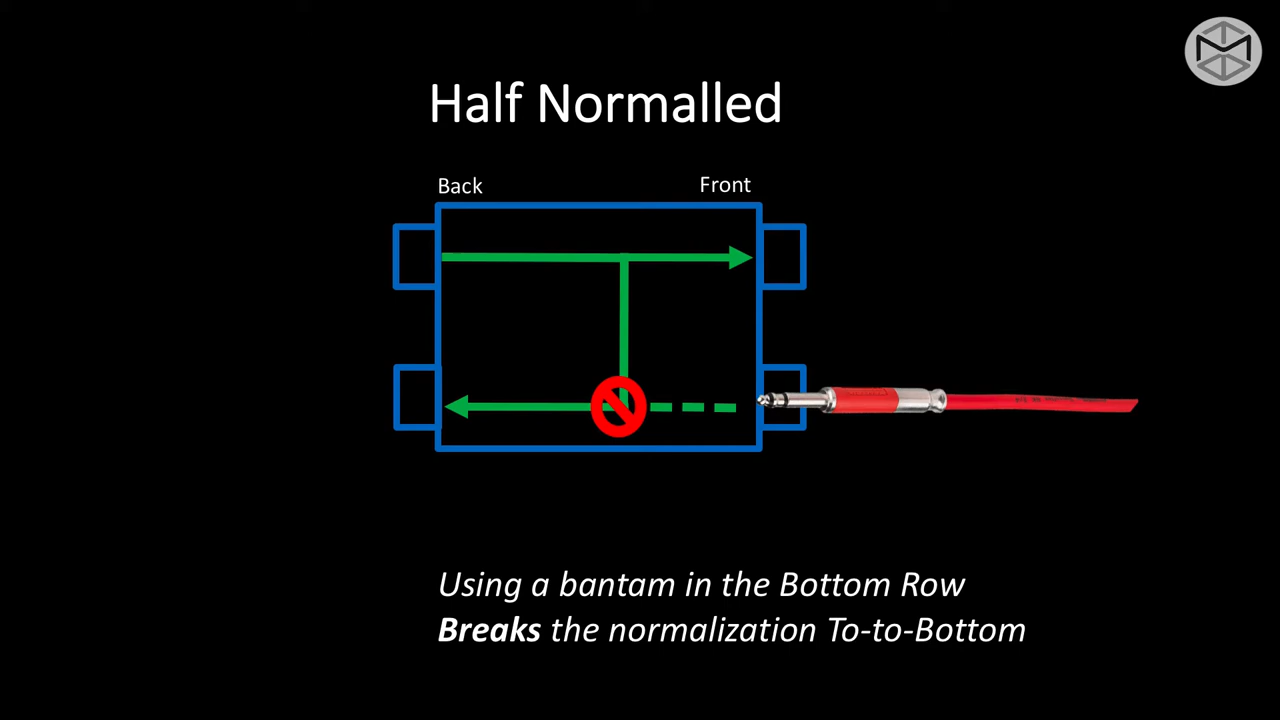 Half Normalled
Back
Front
Using a bantam in the Bottom Row
Breaks the normalization To-to-Bottom